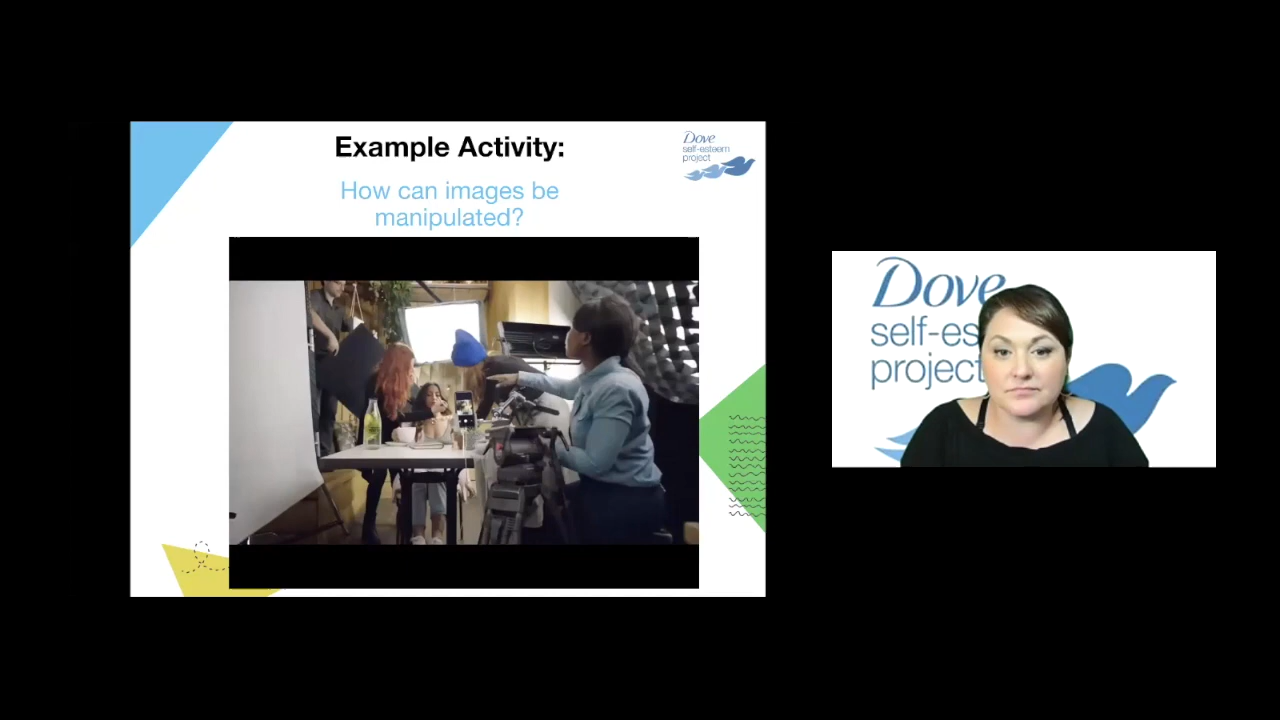 Example Activity:
Dove
self-esteem
project
How can images be
manipulated?
Dove
self-es
project